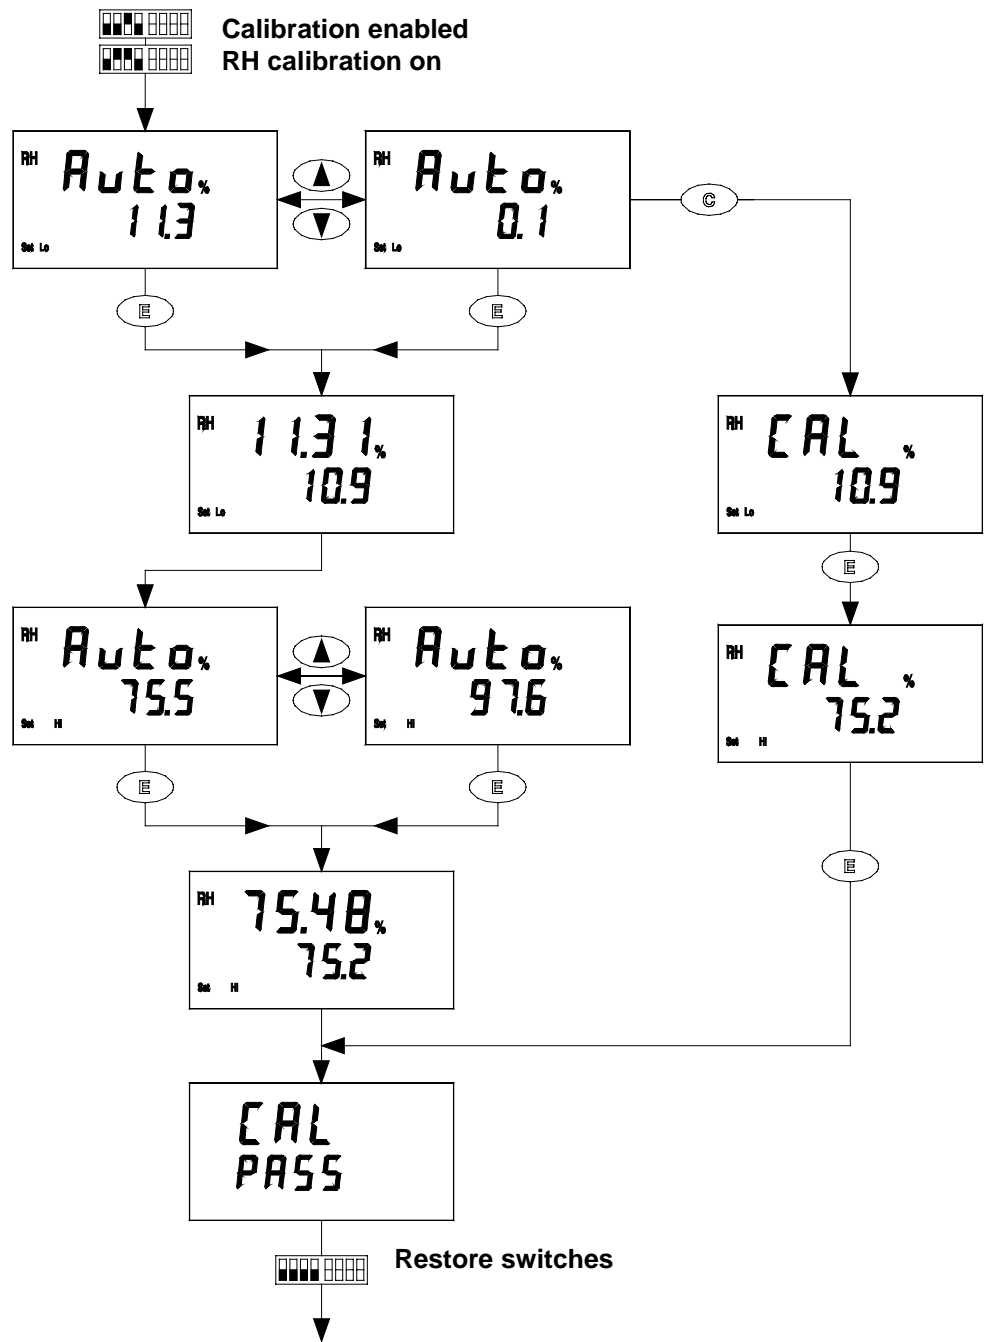 Calibration enabled
RH calibration on
RH Auto%
11.3
Set Lo
RH Auto%
0.1
Set Lo
C
E
E
RH 11.31%
10.9
Set Lo
RH CAL %
10.9
Set Lo
E
RH Auto%
75.5
Set Hi
RH Auto%
97.6
Set Hi
RH CAL %
75.2
Set Hi
E
E
E
RH 75.48%
75.2
Set Hi
CAL
PASS
Restore switches